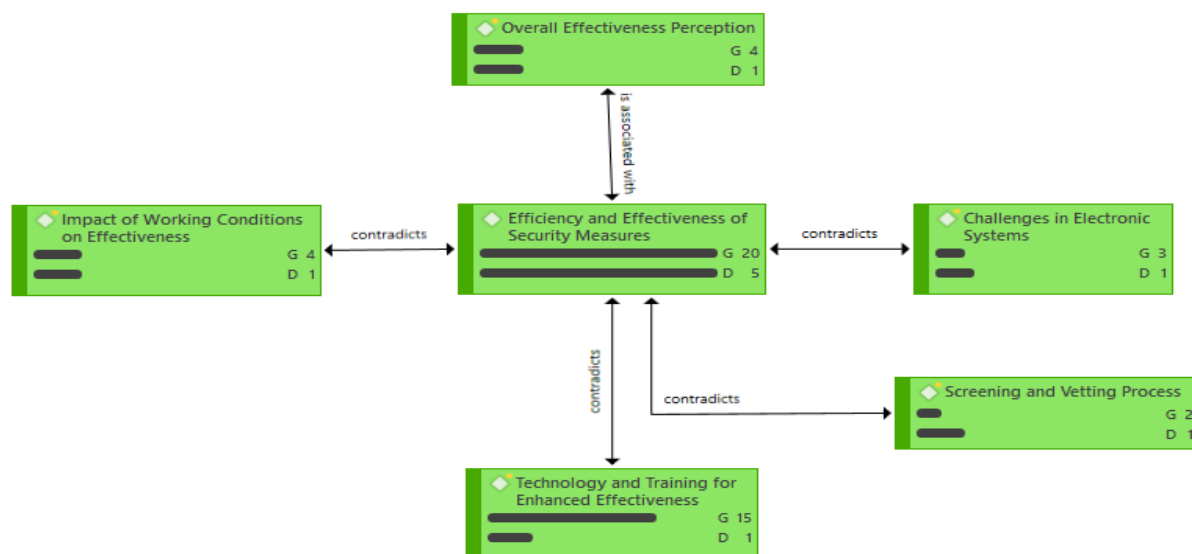 Overall Effectiveness Perception
G 4
D 1
is associated with
Impact of Working Conditions
on Effectiveness
G 4
D 1
contradicts
Efficiency and Effectiveness of
Security Measures
G 20
D 5
contradicts
Challenges in Electronic
Systems
G 3
D 1
contradicts
contradicts
Screening and Vetting Process
G 2
D 1
Technology and Training for
Enhanced Effectiveness
G 15
D 1